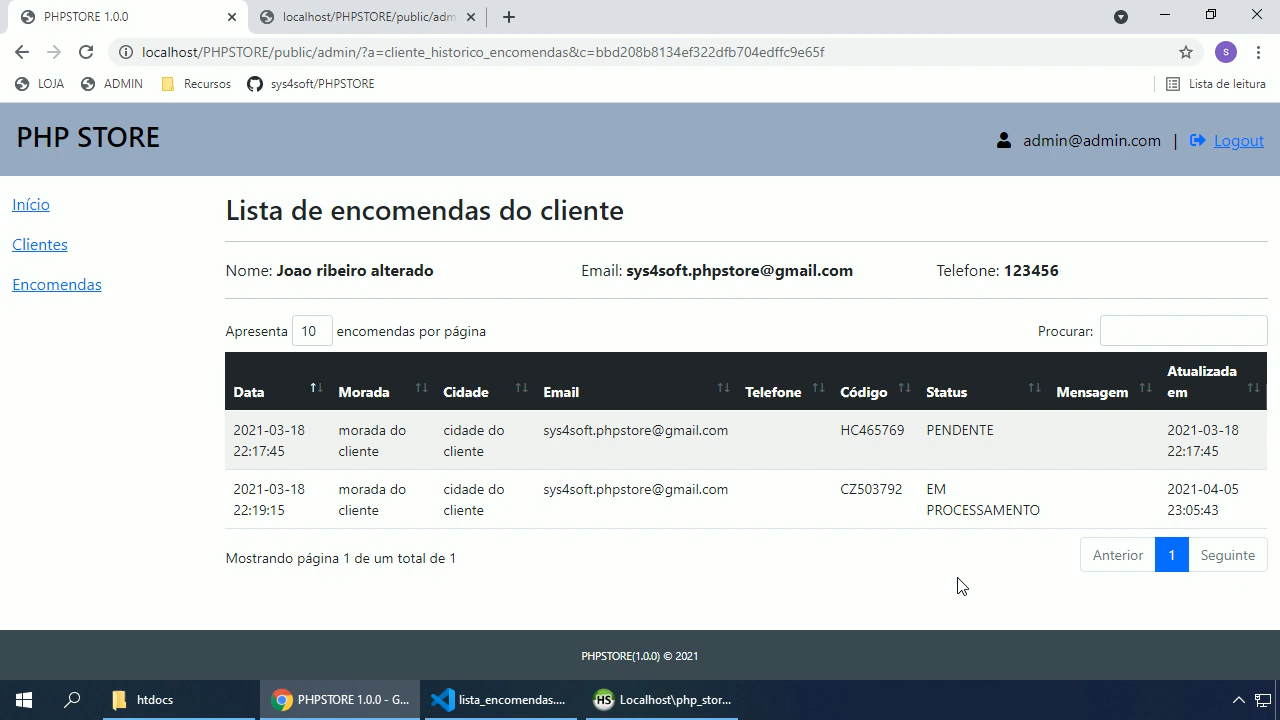 PHPSTORE 1.0.0
localhost/PHPSTORE/public/adm
localhost/PHPSTORE/public/admin/?a=cliente_historico_encomendas&c=bbd208b8134ef322dfb704edffc9e65f
s
LOJA
ADMIN
Recursos
sys4soft/PHPSTORE
Lista de leitura
PHP STORE
admin@admin.com | Logout
Início
Clientes
Encomendas
Lista de encomendas do cliente
Nome: Joao ribeiro alterado
Email: sys4soft.phpstore@gmail.com
Telefone: 123456
Apresenta 10 encomendas por página
Procurar:
Data Morada Cidade Email Telefone Código Status Mensagem Atualizada
em
2021-03-18 morada do cidade do sys4soft.phpstore@gmail.com HC465769 PENDENTE 2021-03-18
22:17:45 cliente cliente 22:17:45
2021-03-18 morada do cidade do sys4soft.phpstore@gmail.com CZ503792 EM 2021-04-05
22:19:15 cliente cliente PROCESSAMENTO 23:05:43
Mostrando página 1 de um total de 1
Anterior 1 Seguinte
PHPSTORE(1.0.0) © 2021
htdocs
PHPSTORE 1.0.0 - G...
lista_encomendas....
HS
Localhost\php_stor...